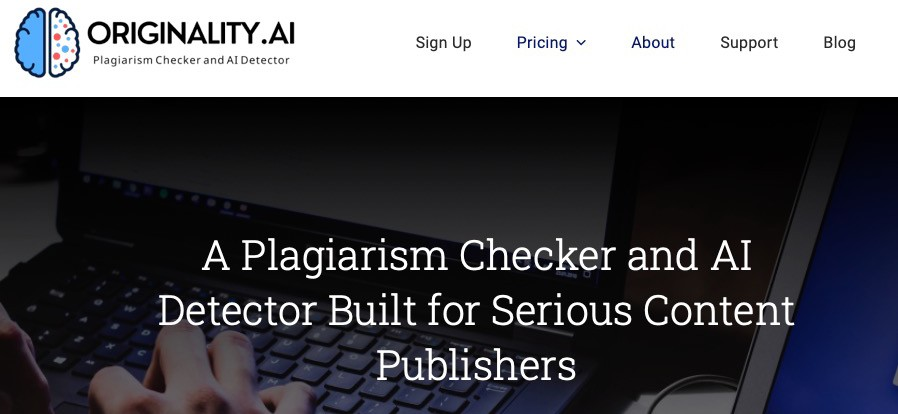 ORIGINALITY.AI
Plagiarism Checker and AI Detector
Sign Up Pricing About Support Blog
A Plagiarism Checker and AI
Detector Built for Serious Content
Publishers